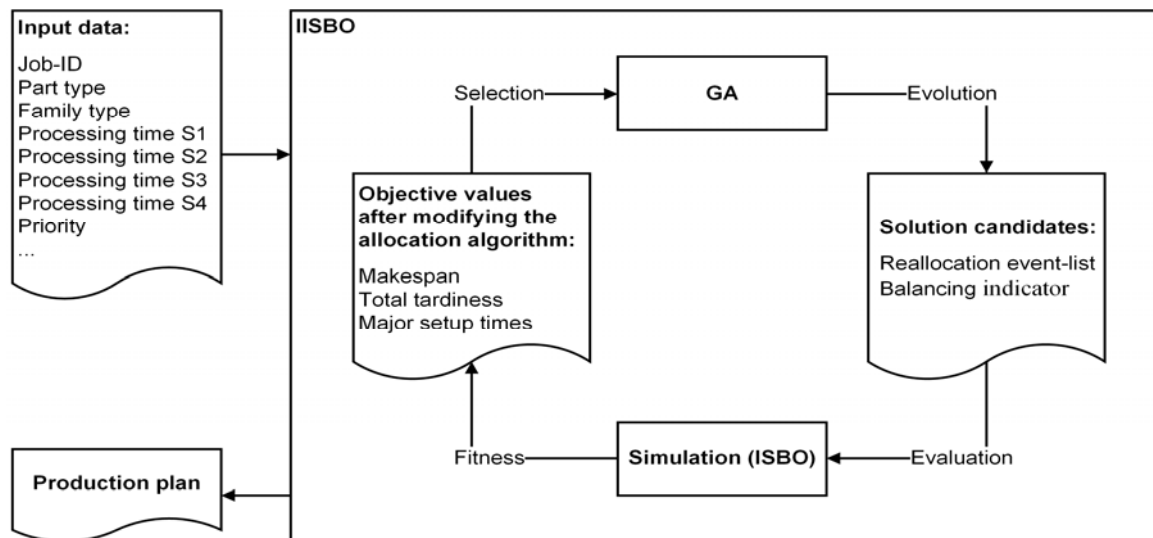 Input data:
Job-ID
Part type
Family type
Processing time S1
Processing time S2
Processing time S3
Processing time S4
Priority
...
Production plan
IISBO
Selection
GA
Evolution
Objective values
after modifying the
allocation algorithm:
Makespan
Total tardiness
Major setup times
Solution candidates:
Reallocation event-list
Balancing indicator
Fitness
Simulation (ISBO)
Evaluation